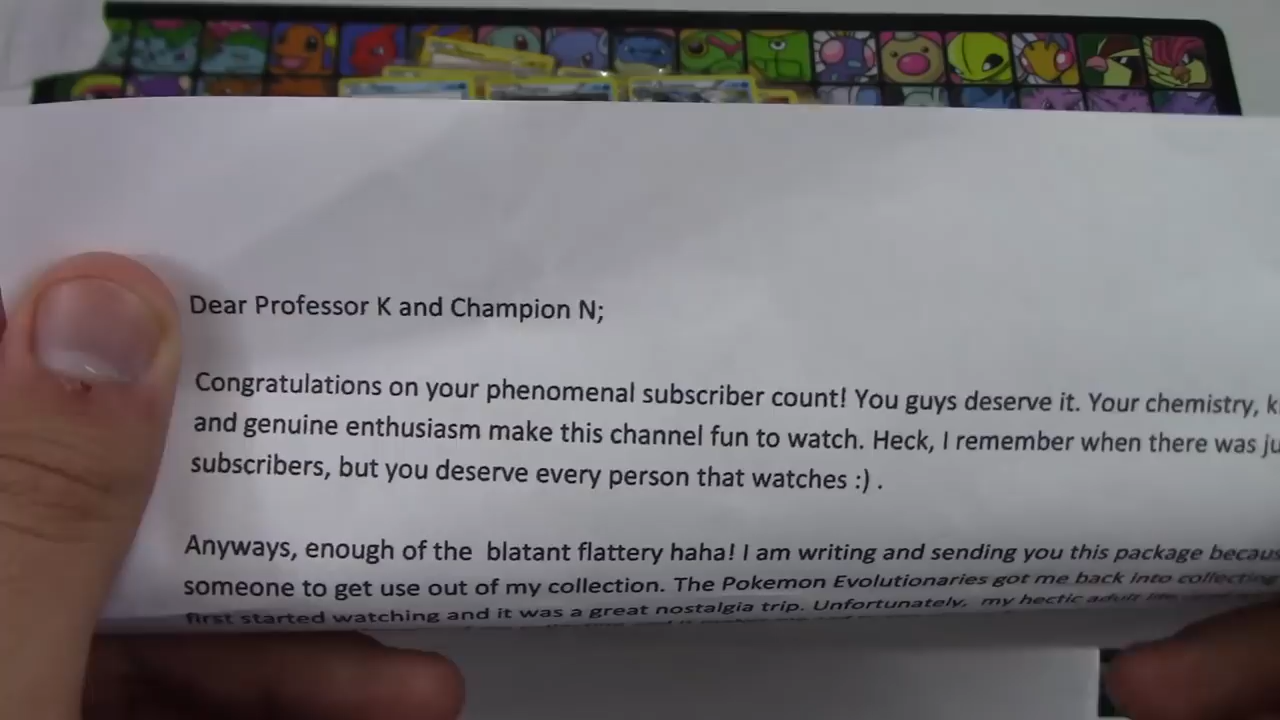 Dear Professor K and Champion N;
Congratulations on your phenomenal subscriber count! You guys deserve it. Your chemistry,
and genuine enthusiasm make this channel fun to watch. Heck, I remember when there was
subscribers, but you deserve every person that watches :) .
Anyways, enough of the blatant flattery haha! I am writing and sending you this package
someone to get use out of my collection. The Pokemon Evolutionaries got me back into collecting
first started watching and it was a great nostalgia trip. Unfortunately, my hectic adult